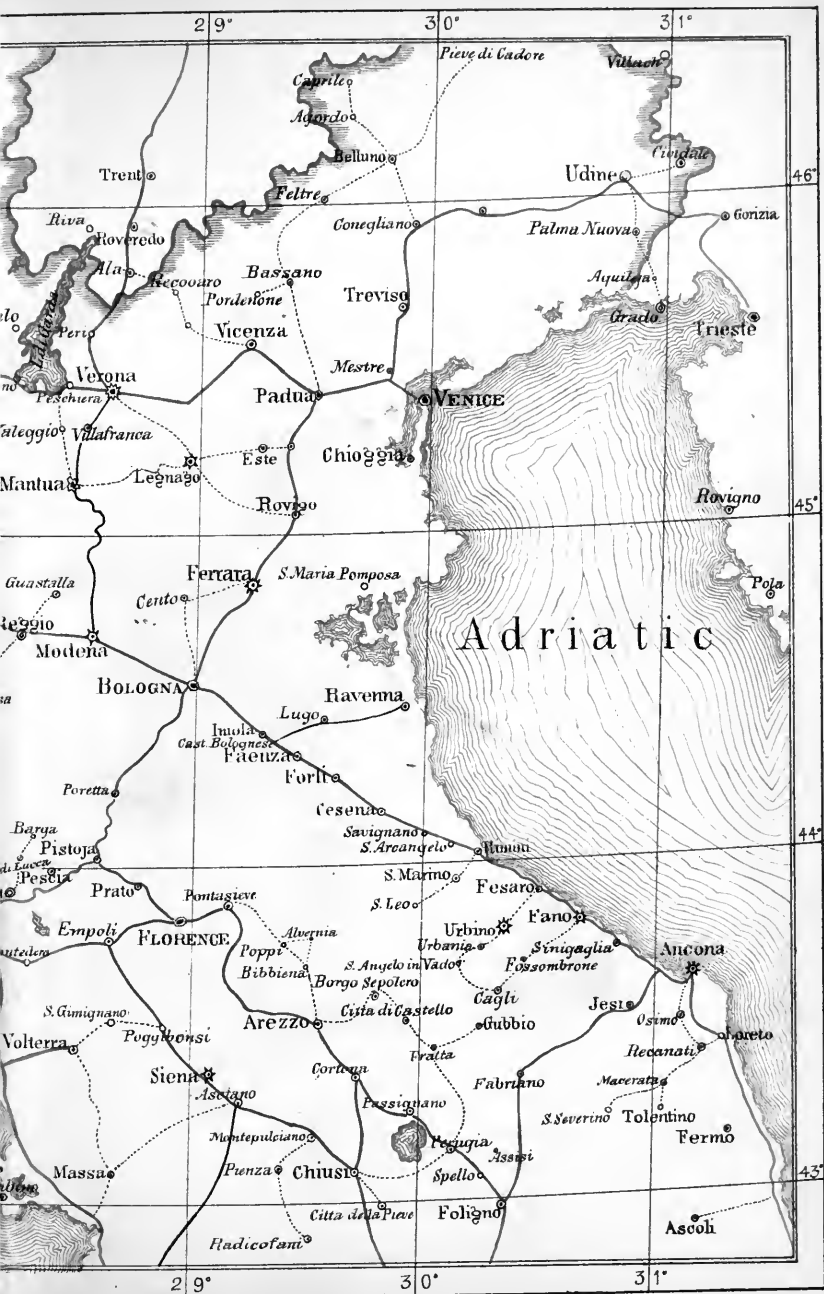 29° 30° 31°
Pieve di Cadore
Villach
Caprile
Agordo
Belluno
Cividale
Trent
Udine
46°
Feltre
Riva
Conegliano
Palma Nuova
Gorizia
Roveredo
Ala
Recoaro
Bassano
Aquileja
Pordenone
Treviso
Grado
Trieste
Peri
Vicenza
Mestre
Verona
Peschiera
Padua
VENICE
Villafranca
Este
Chioggia
Mantua
Legnago
Rovigo
Rovigno
45°
Ferrara
S. Maria Pomposa
Guastalla
Cento
Pola
Reggio
Modena
Adriatic
BOLOGNA
Ravenna
Lugo
Imola
Cast. Bolognese
Faenza
Forli
Poretta
Cesena
Savignano
44°
Barga
S. Arcangelo
Rimini
Pistoja
Pescia
S. Marino
Prato
Pesaro
Pontasieve
S. Leo
Fano
Empoli
FLORENCE
Alvernia
Urbino
Poppi
Urbania
Sinigaglia
Ancona
Bibbiena
S. Angelo in Vado
Fossombrone
Borgo Sepolcro
Cagli
S. Gimignano
Citta di Castello
Jesi
Osimo
Arezzo
Gubbio
Volterra
Poggibonsi
Loreto
Fratta
Recanati
Siena
Cortona
Fabriano
Macerata
Asciano
Passignano
S. Severino
Tolentino
Montepulciano
Perugia
Fermo
Assisi
Massa
Pienza
Chiusi
Spello
43°
Citta della Pieve
Foligno
Ascoli
Radicofani
29° 30° 31°